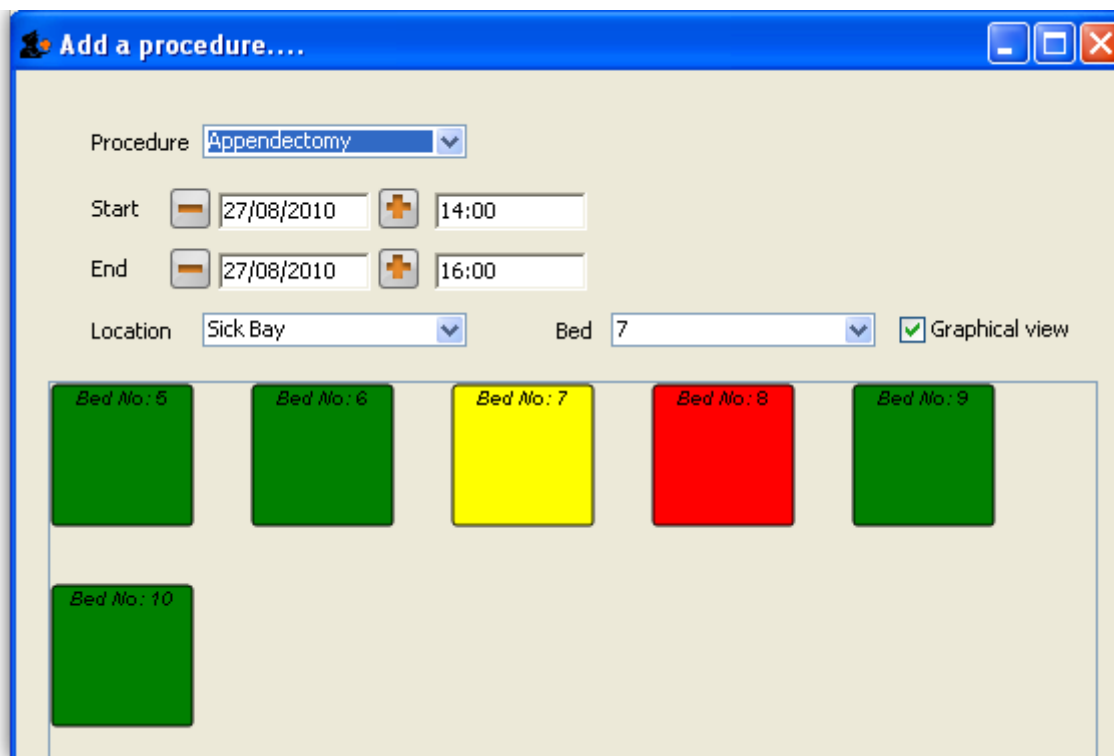 Add a procedure....
Procedure Appendectomy
Start 27/08/2010 14:00
End 27/08/2010 16:00
Location Sick Bay Bed 7 Graphical view
Bed No: 5 Bed No: 6 Bed No: 7 Bed No: 8 Bed No: 9
Bed No: 10